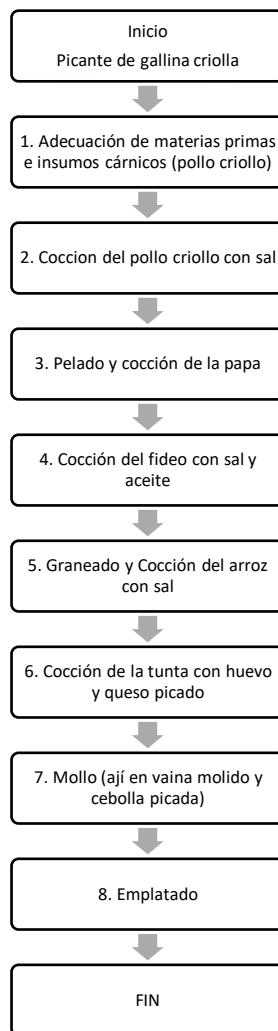 Inicio
Picante de gallina criolla
1. Adecuación de materias primas
e insumos cárnicos (pollo criollo)
2. Coccion del pollo criollo con sal
3. Pelado y cocción de la papa
4. Cocción del fideo con sal y
aceite
5. Graneado y Cocción del arroz
con sal
6. Cocción de la tunta con huevo
y queso picado
7. Mollo (ají en vaina molido y
cebolla picada)
8. Emplatado
FIN